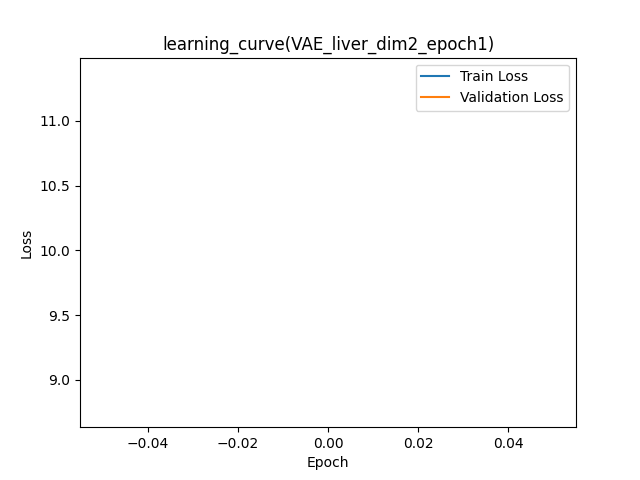 learning_curve(VAE_liver_dim2_epoch1)
Train Loss
Validation Loss
11.0
10.5
10.0
9.5
9.0
Loss
−0.04 −0.02 0.00 0.02 0.04
Epoch